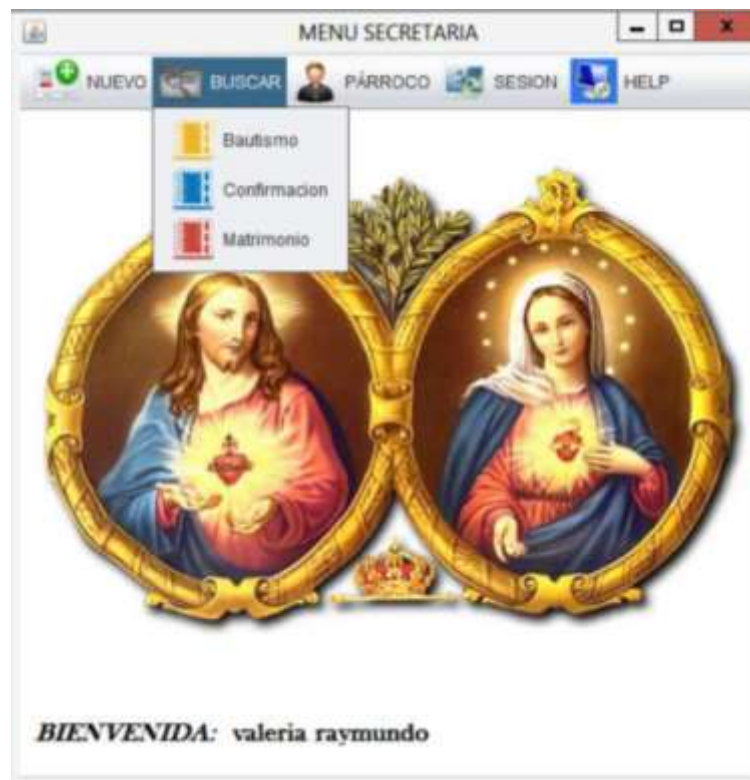 MENU SECRETARIA
NUEVO BUSCAR PÁRROCO SESION HELP
Bautismo
Confirmacion
Matrimonio
BIENVENIDA: valeria raymundo